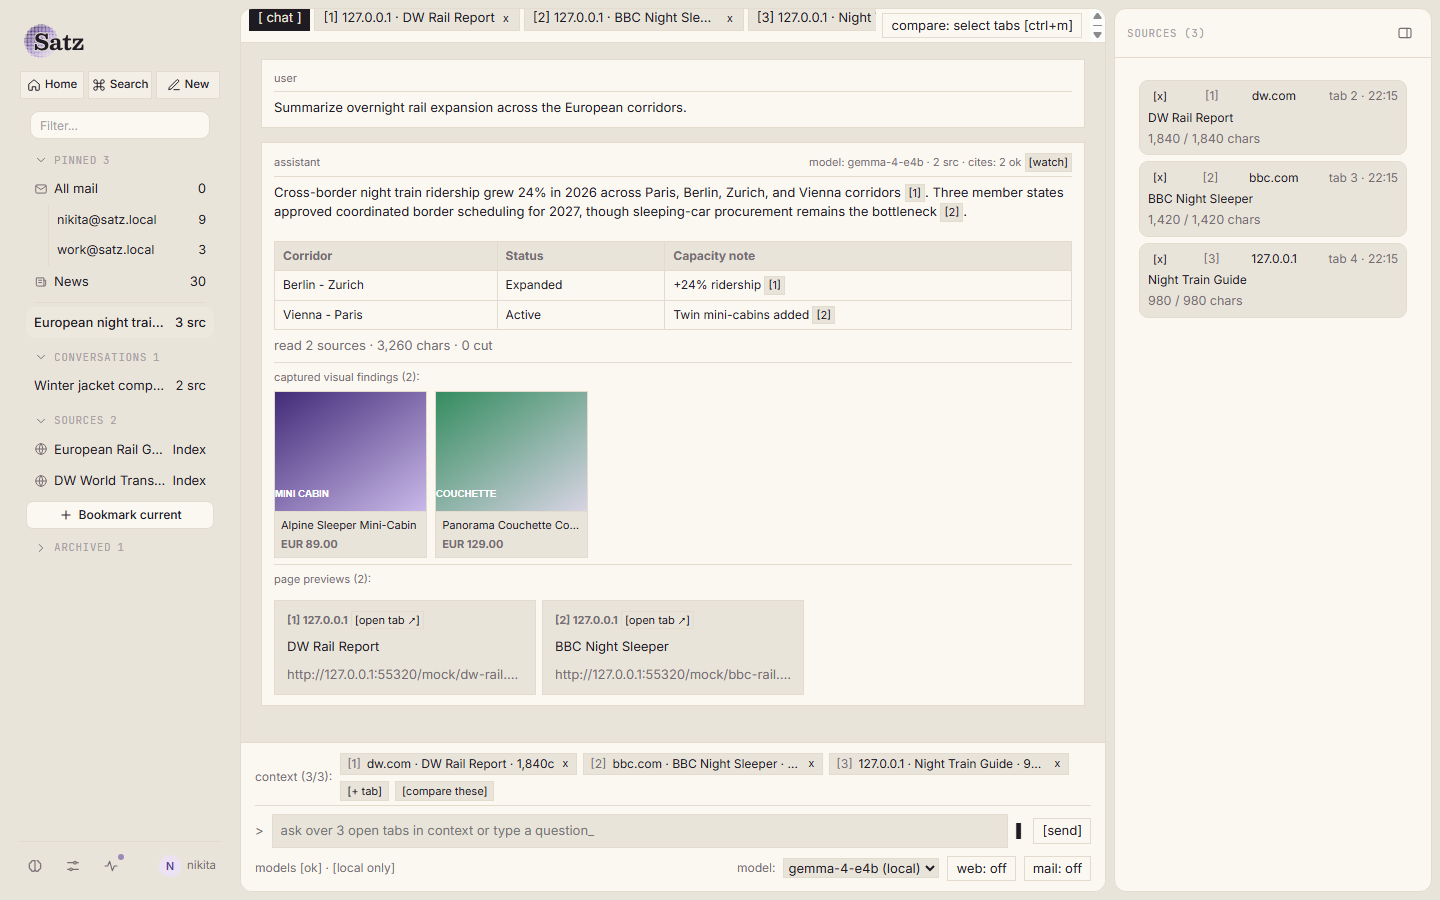 Satz
Home
Search
New
Filter...
PINNED 3
All mail 0
nikita@satz.local 9
work@satz.local 3
News 30
European night trai... 3 src
CONVERSATIONS 1
Winter jacket comp... 2 src
SOURCES 2
European Rail G... Index
DW World Trans... Index
+ Bookmark current
ARCHIVED 1
N nikita
[ chat ] [1] 127.0.0.1 · DW Rail Report x [2] 127.0.0.1 · BBC Night Sle... x [3] 127.0.0.1 · Night compare: select tabs [ctrl+m]
user
Summarize overnight rail expansion across the European corridors.
assistant model: gemma-4-e4b · 2 src · cites: 2 ok [watch]
Cross-border night train ridership grew 24% in 2026 across Paris, Berlin, Zurich, and Vienna corridors [1]. Three member states
approved coordinated border scheduling for 2027, though sleeping-car procurement remains the bottleneck [2].
Corridor Status Capacity note
Berlin - Zurich Expanded +24% ridership [1]
Vienna - Paris Active Twin mini-cabins added [2]
read 2 sources · 3,260 chars · 0 cut
captured visual findings (2):
MINI CABIN COUCHETTE
Alpine Sleeper Mini-Cabin Panorama Couchette Co...
EUR 89.00 EUR 129.00
page previews (2):
[1] 127.0.0.1 [open tab ↗] [2] 127.0.0.1 [open tab ↗]
DW Rail Report BBC Night Sleeper
http://127.0.0.1:55320/mock/dw-rail.... http://127.0.0.1:55320/mock/bbc-rail....
context (3/3): [1] dw.com · DW Rail Report · 1,840c x [2] bbc.com · BBC Night Sleeper · ... x [3] 127.0.0.1 · Night Train Guide · 9... x
[+ tab] [compare these]
> ask over 3 open tabs in context or type a question_ [send]
models [ok] · [local only] model: gemma-4-e4b (local) web: off mail: off
SOURCES (3)
[x] [1] dw.com tab 2 · 22:15
DW Rail Report
1,840 / 1,840 chars
[x] [2] bbc.com tab 3 · 22:15
BBC Night Sleeper
1,420 / 1,420 chars
[x] [3] 127.0.0.1 tab 4 · 22:15
Night Train Guide
980 / 980 chars